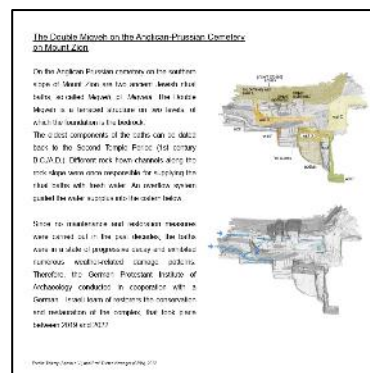 The Double Miqveh on the Anglican-Prussian Cemetery
on Mount Zion
On the Anglican Prussian cemetery on the southern
slope of Mount Zion are two ancient Jewish ritual
baths, so called Miqveh or Miqvaot. The Double
Miqveh is a terraced structure on two levels, of
which the foundation is the bedrock.
The oldest components of the baths can be dated
back to the Second Temple Period (1st century
B.C./A.D.). Different rock hewn channels along the
rock slope were once responsible for supplying the
ritual baths with fresh water. An overflow system
guided the water surplus into the cistern below.
Since no maintenance and restoration measures
were carried out in the past decades, the baths
were in a state of progressive decay and exhibited
numerous weather-related damage patterns.
Therefore, the German Protestant Institute of
Archaeology conducted in cooperation with a
German - Israeli team of restorers the conservation
and restauration of the complex, that took place
between 2019 and 2022.